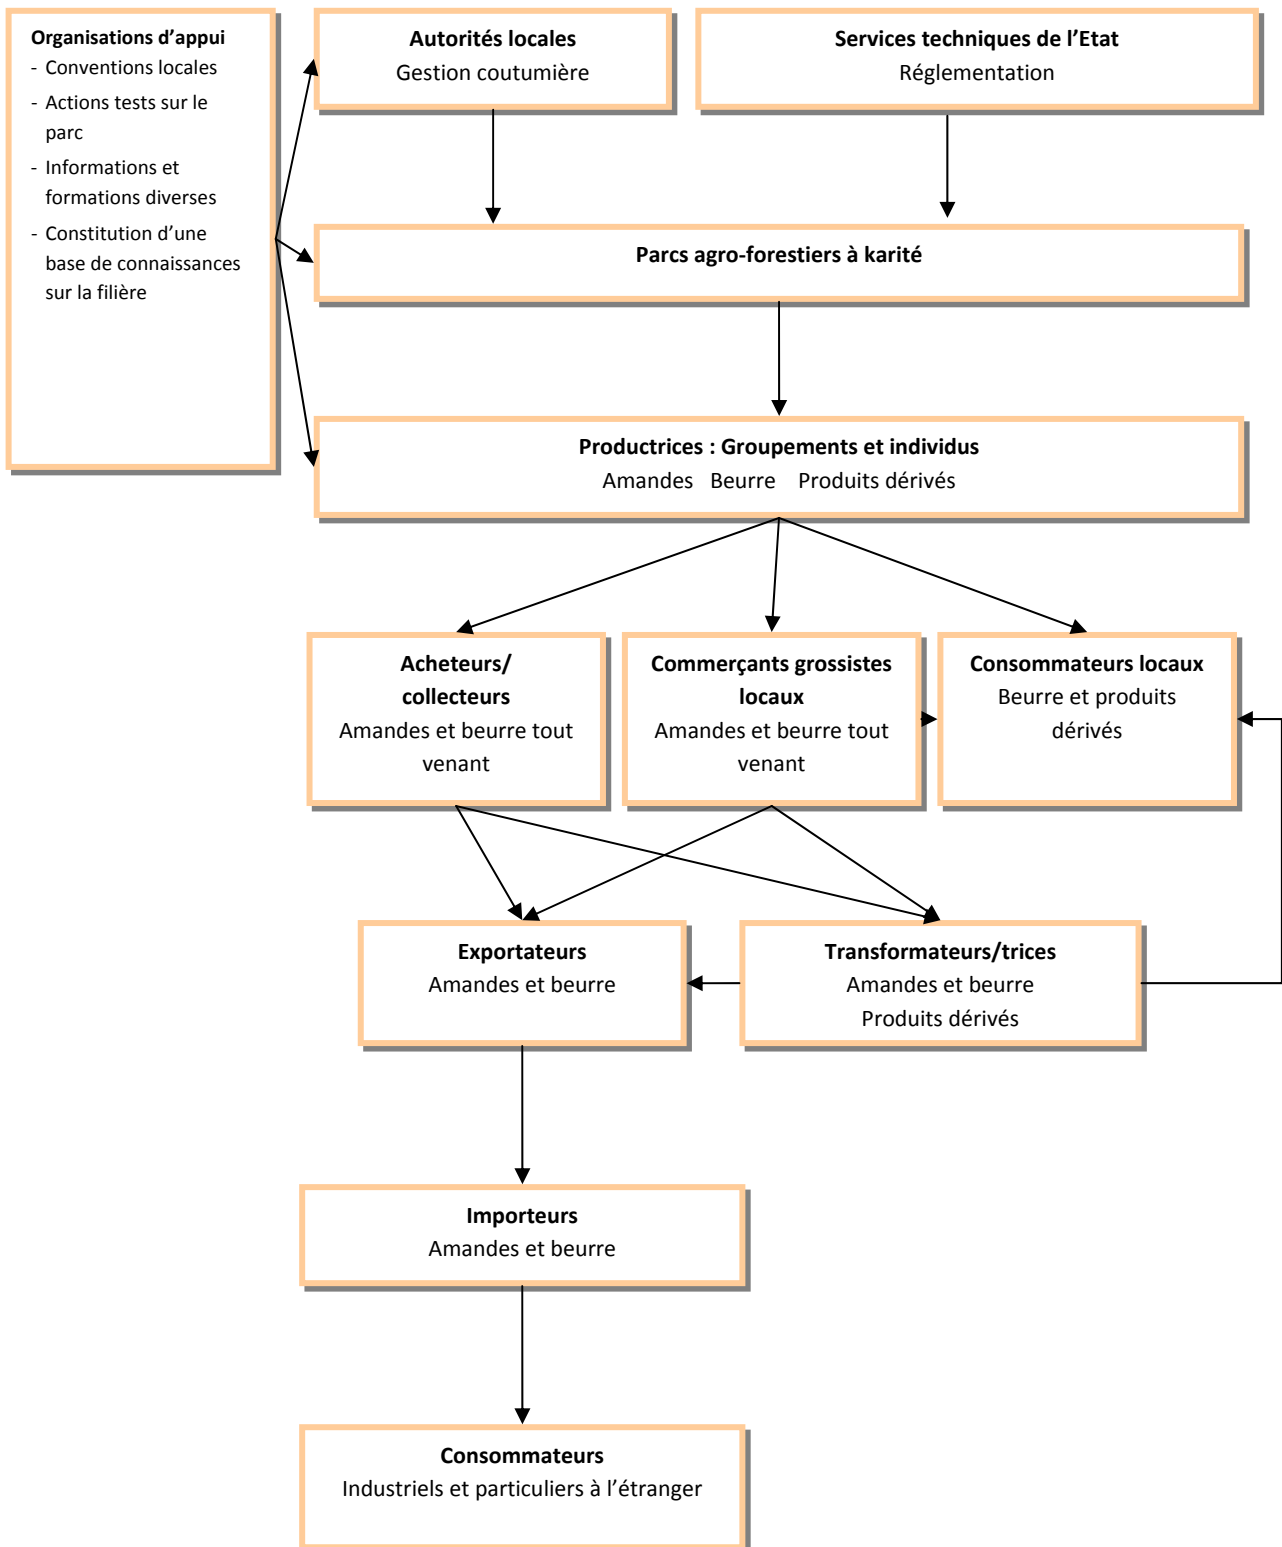 Organisations d’appui
- Conventions locales
- Actions tests sur le
parc
- Informations et
formations diverses
- Constitution d’une
base de connaissances
sur la filière
Autorités locales
Gestion coutumière
Services techniques de l’Etat
Réglementation
Parcs agro-forestiers à karité
Productrices : Groupements et individus
Amandes Beurre Produits dérivés
Acheteurs/
collecteurs
Amandes et beurre tout
venant
Commerçants grossistes
locaux
Amandes et beurre tout
venant
Consommateurs locaux
Beurre et produits
dérivés
Exportateurs
Amandes et beurre
Transformateurs/trices
Amandes et beurre
Produits dérivés
Importeurs
Amandes et beurre
Consommateurs
Industriels et particuliers à l’étranger